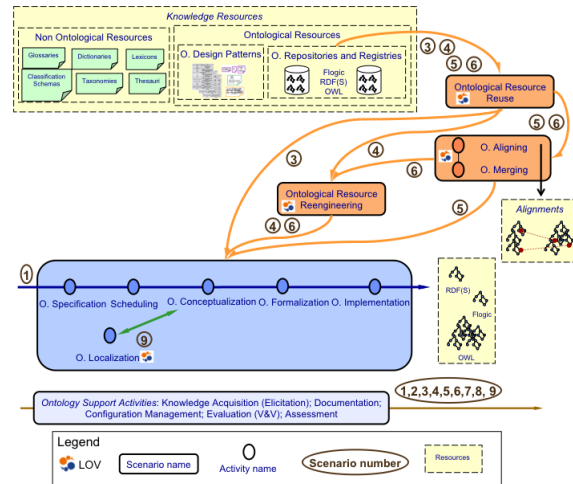 Knowledge Resources
Non Ontological Resources
Glossaries
Dictionaries
Lexicons
Classification
Schemas
Taxonomies
Thesauri
Ontological Resources
O. Design Patterns
O. Repositories and Registries
Flogic
RDF(S)
OWL
3 4
5 6
Ontological Resource
Reuse
5 6
3
4
6
O. Aligning
O. Merging
Ontological Resource
Reengineering
4 6
5
Alignments
1
O. Specification
Scheduling
O. Conceptualization
O. Formalization
O. Implementation
9
O. Localization
RDF(S)
Flogic
OWL
1,2,3,4,5,6,7,8, 9
Ontology Support Activities: Knowledge Acquisition (Elicitation); Documentation;
Configuration Management; Evaluation (V&V); Assessment
Legend
LOV
Scenario name
Activity name
Scenario number
Resources